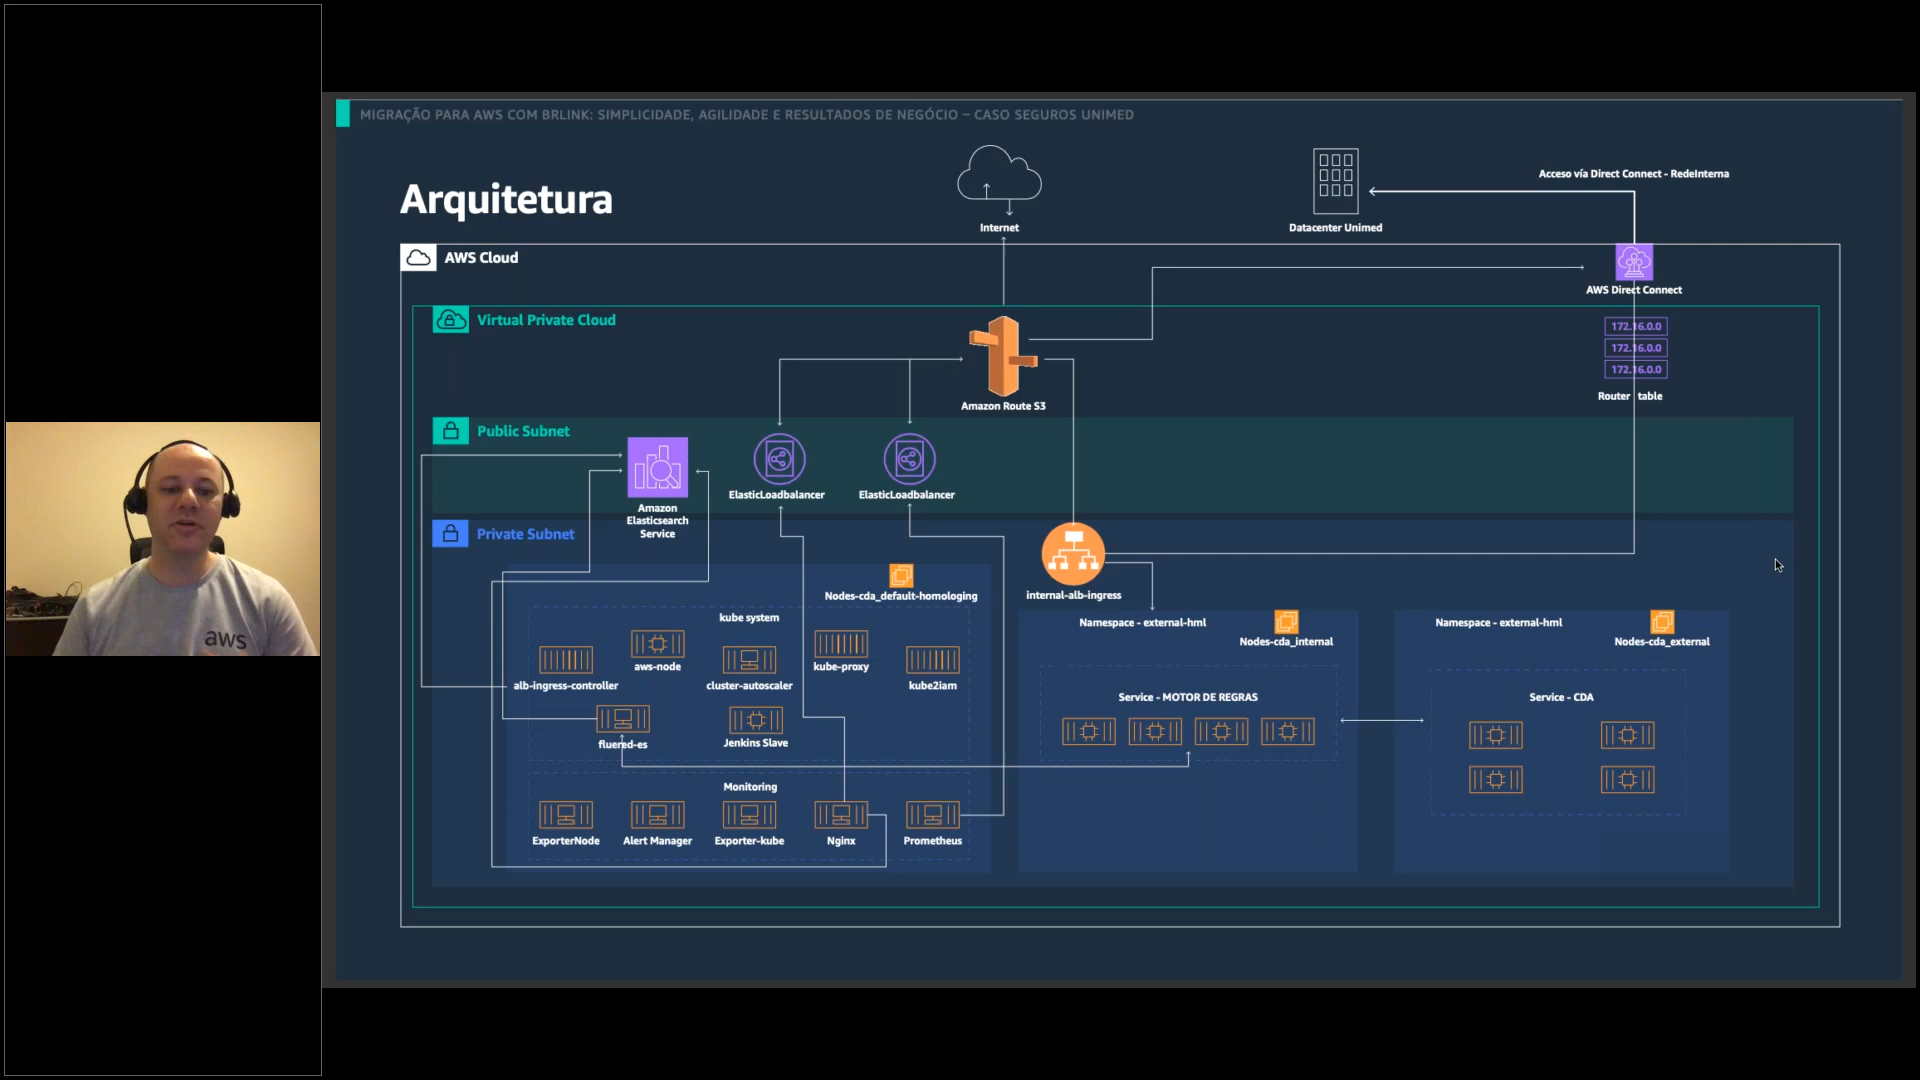 MIGRAÇÃO PARA AWS COM BRLINK: SIMPLICIDADE, AGILIDADE E RESULTADOS DE NEGÓCIO – CASO SEGUROS UNIMED
Arquitetura
Internet
Datacenter Unimed
Acceso vía Direct Connect - RedeInterna
AWS Cloud
AWS Direct Connect
Virtual Private Cloud
172.16.0.0
172.16.0.0
172.16.0.0
Router table
Amazon Route S3
Public Subnet
Amazon
Elasticsearch
Service
ElasticLoadbalancer
ElasticLoadbalancer
Private Subnet
internal-alb-ingress
Nodes-cda_default-homologing
kube system
alb-ingress-controller
aws-node
cluster-autoscaler
kube-proxy
kube2iam
fluered-es
Jenkins Slave
Monitoring
ExporterNode
Alert Manager
Exporter-kube
Nginx
Prometheus
Namespace - external-hml
Nodes-cda_internal
Service - MOTOR DE REGRAS
Namespace - external-hml
Nodes-cda_external
Service - CDA
aws